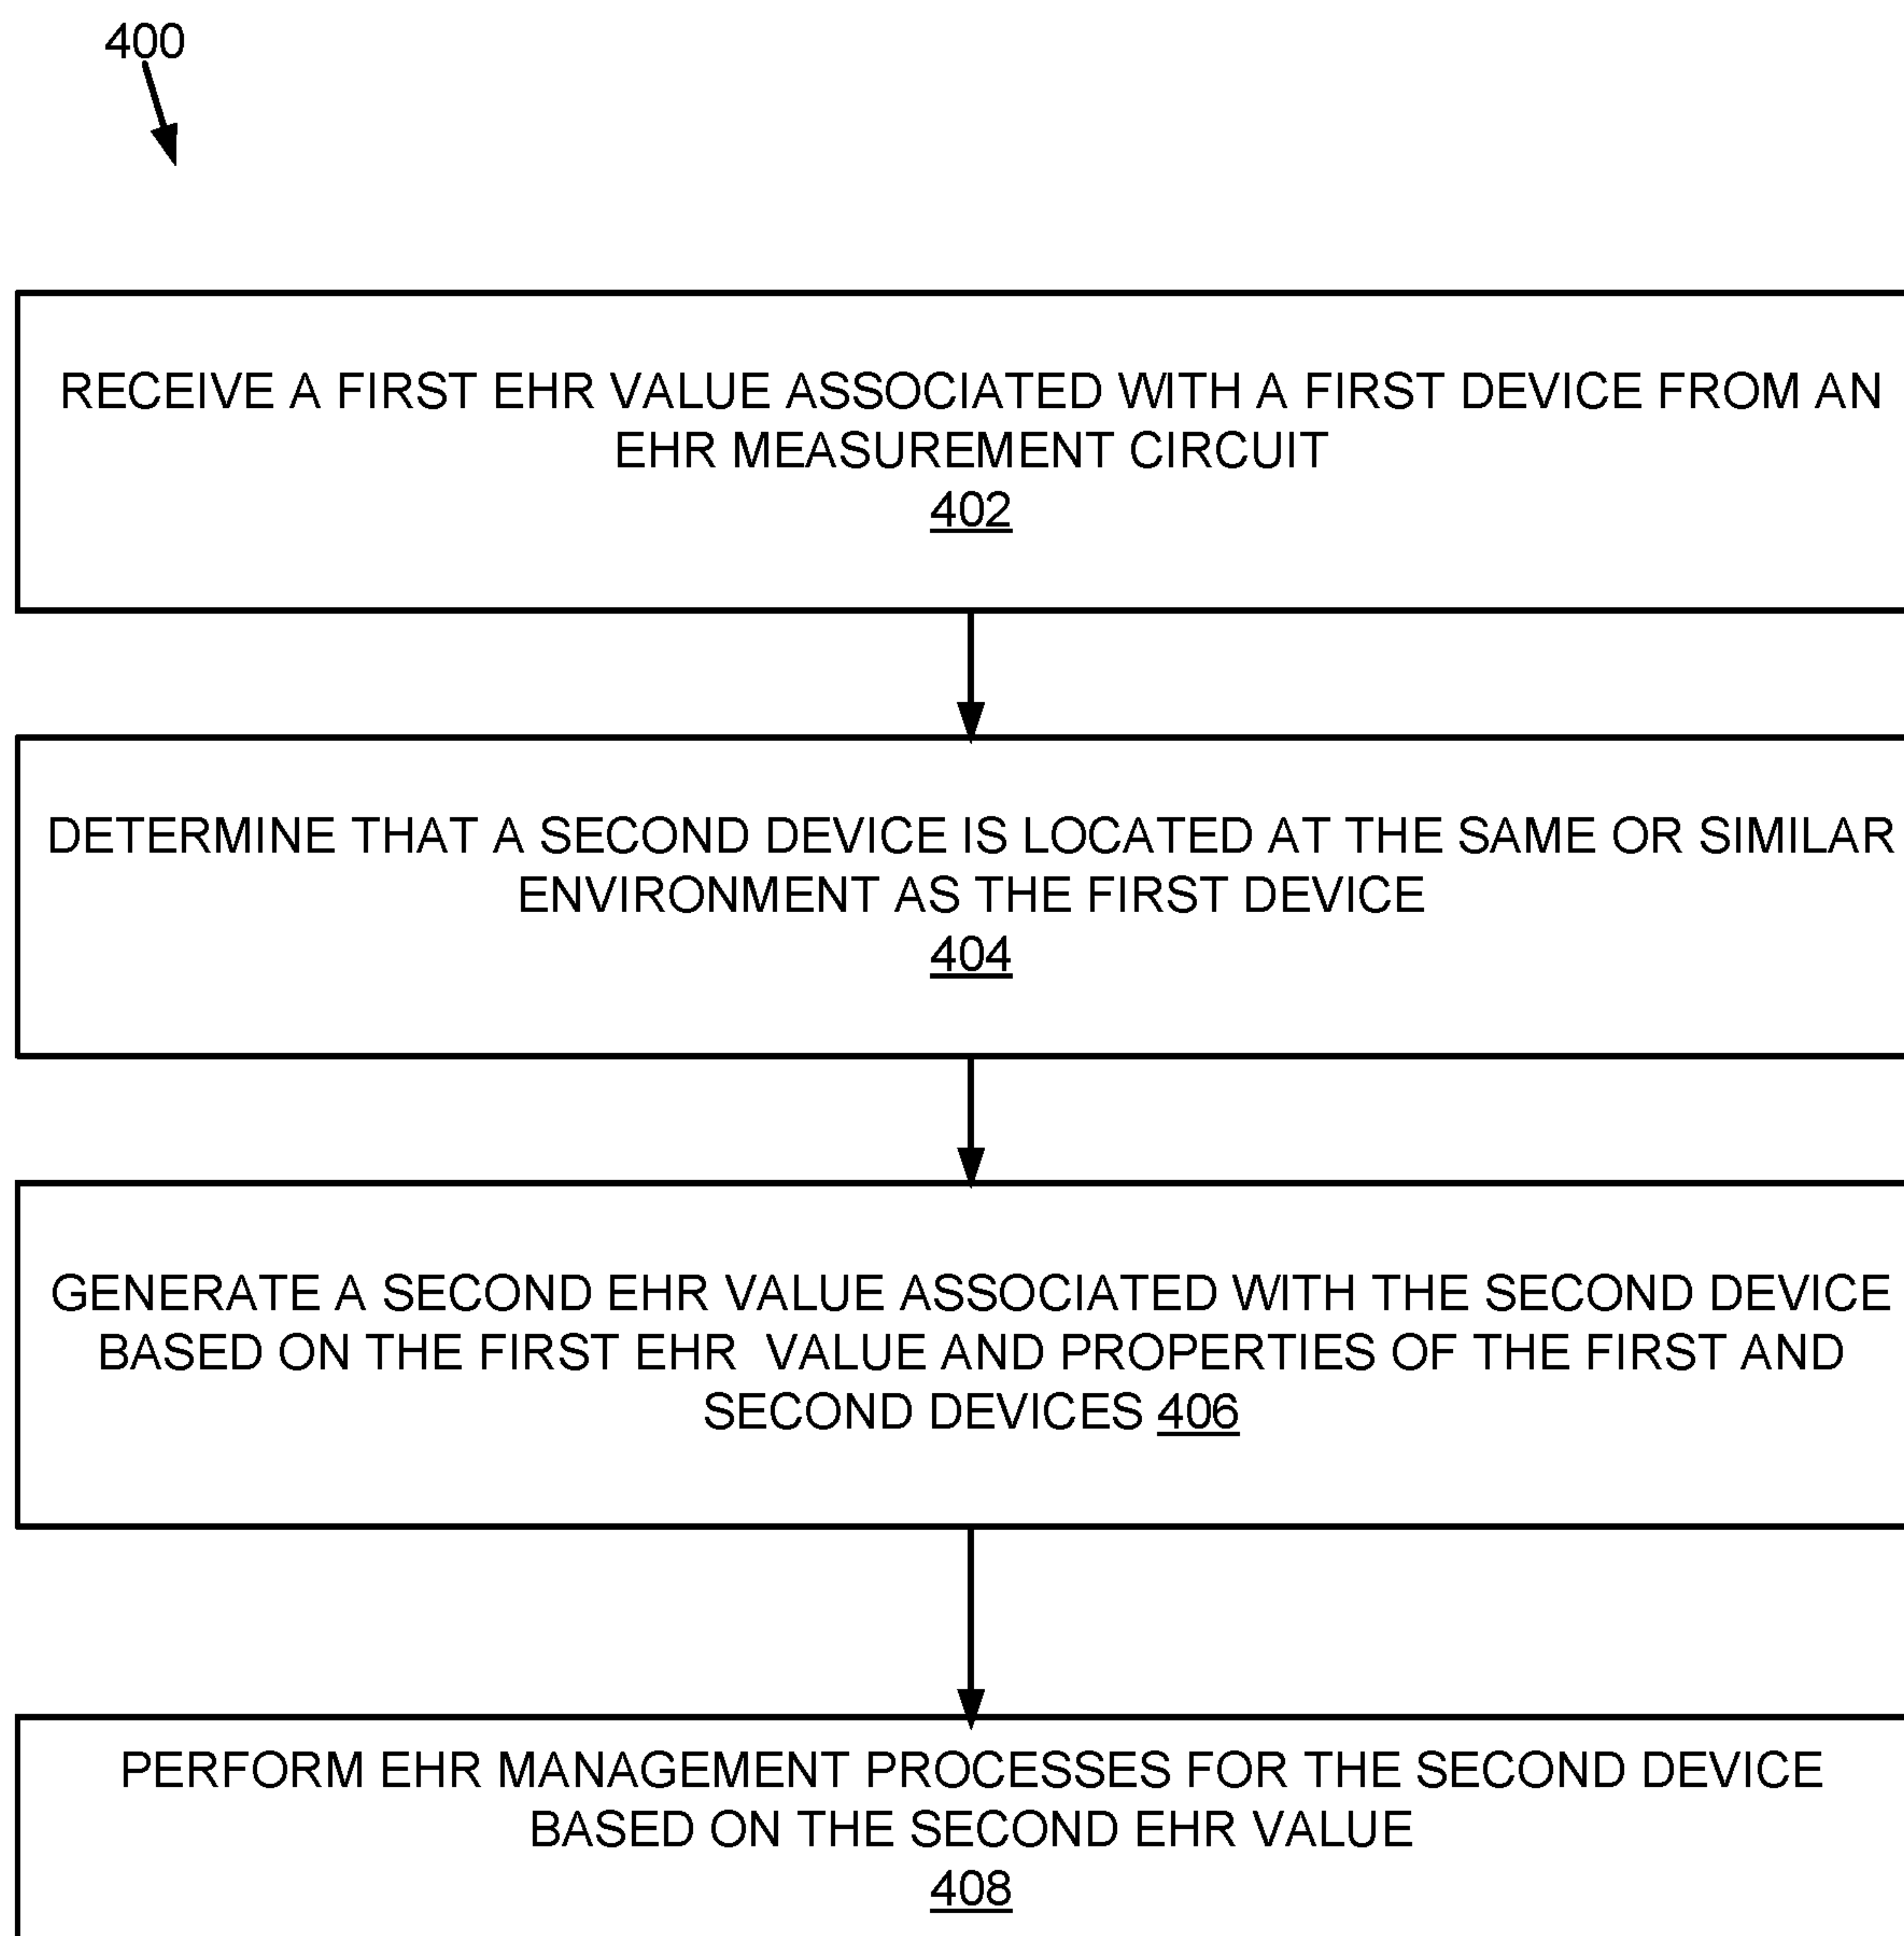 400
RECEIVE A FIRST EHR VALUE ASSOCIATED WITH A FIRST DEVICE FROM AN
EHR MEASUREMENT CIRCUIT
402
DETERMINE THAT A SECOND DEVICE IS LOCATED AT THE SAME OR SIMILAR
ENVIRONMENT AS THE FIRST DEVICE
404
GENERATE A SECOND EHR VALUE ASSOCIATED WITH THE SECOND DEVICE
BASED ON THE FIRST EHR VALUE AND PROPERTIES OF THE FIRST AND
SECOND DEVICES 406
PERFORM EHR MANAGEMENT PROCESSES FOR THE SECOND DEVICE
BASED ON THE SECOND EHR VALUE
408